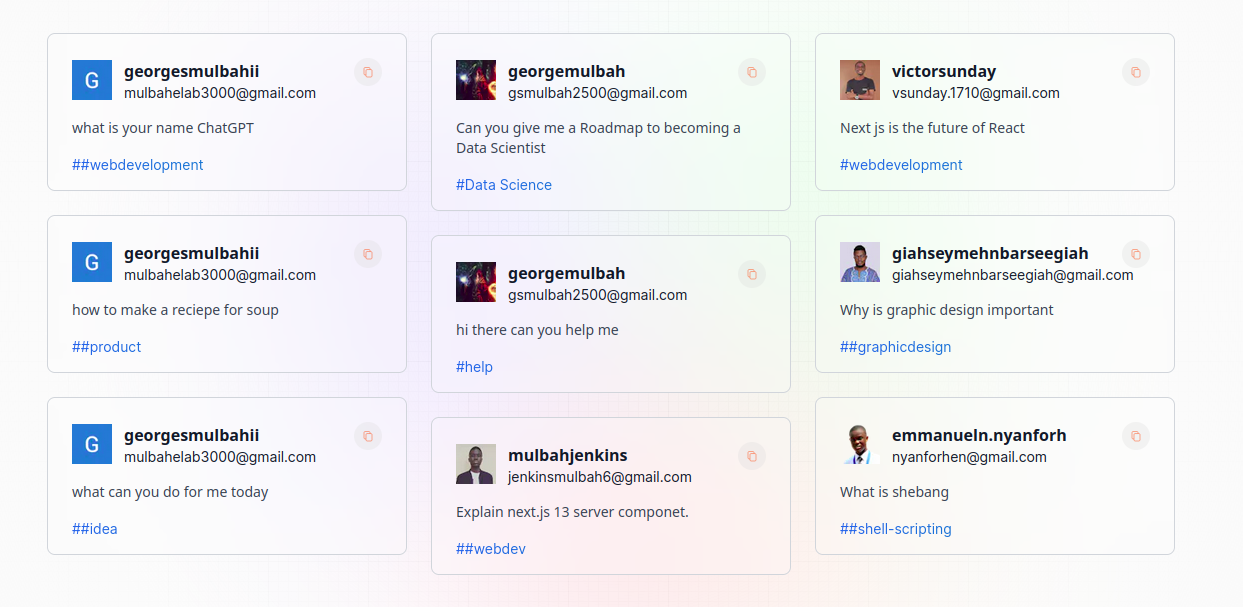 G
georgesmulbahii
mulbahelab3000@gmail.com
what is your name ChatGPT
##webdevelopment
G
georgesmulbahii
mulbahelab3000@gmail.com
how to make a reciepe for soup
##product
G
georgesmulbahii
mulbahelab3000@gmail.com
what can you do for me today
##idea
georgemulbah
gsmulbah2500@gmail.com
Can you give me a Roadmap to becoming a
Data Scientist
#Data Science
georgemulbah
gsmulbah2500@gmail.com
hi there can you help me
#help
mulbahjenkins
jenkinsmulbah6@gmail.com
Explain next.js 13 server componet.
##webdev
victorsunday
vsunday.1710@gmail.com
Next js is the future of React
#webdevelopment
giahseymehnbarseegiah
giahseymehnbarseegiah@gmail.com
Why is graphic design important
##graphicdesign
emmanueln.nyanforh
nyanforhen@gmail.com
What is shebang
##shell-scripting